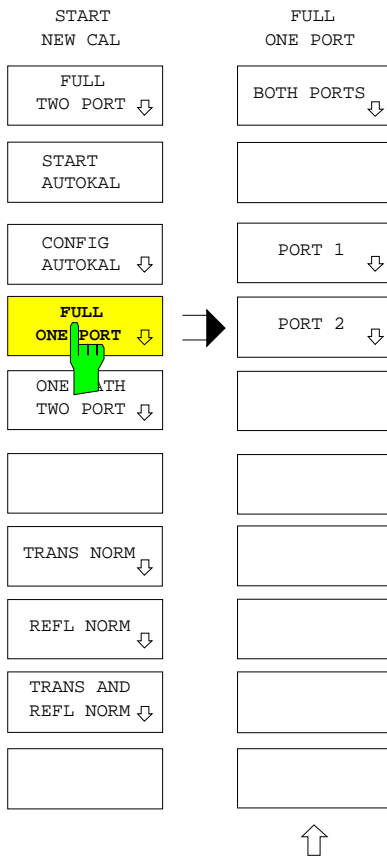 START
NEW CAL
FULL
TWO PORT
START
AUTOKAL
CONFIG
AUTOKAL
FULL
ONE PORT
ONE ATH
TWO PORT
TRANS NORM
REFL NORM
TRANS AND
REFL NORM
FULL
ONE PORT
BOTH PORTS
PORT 1
PORT 2